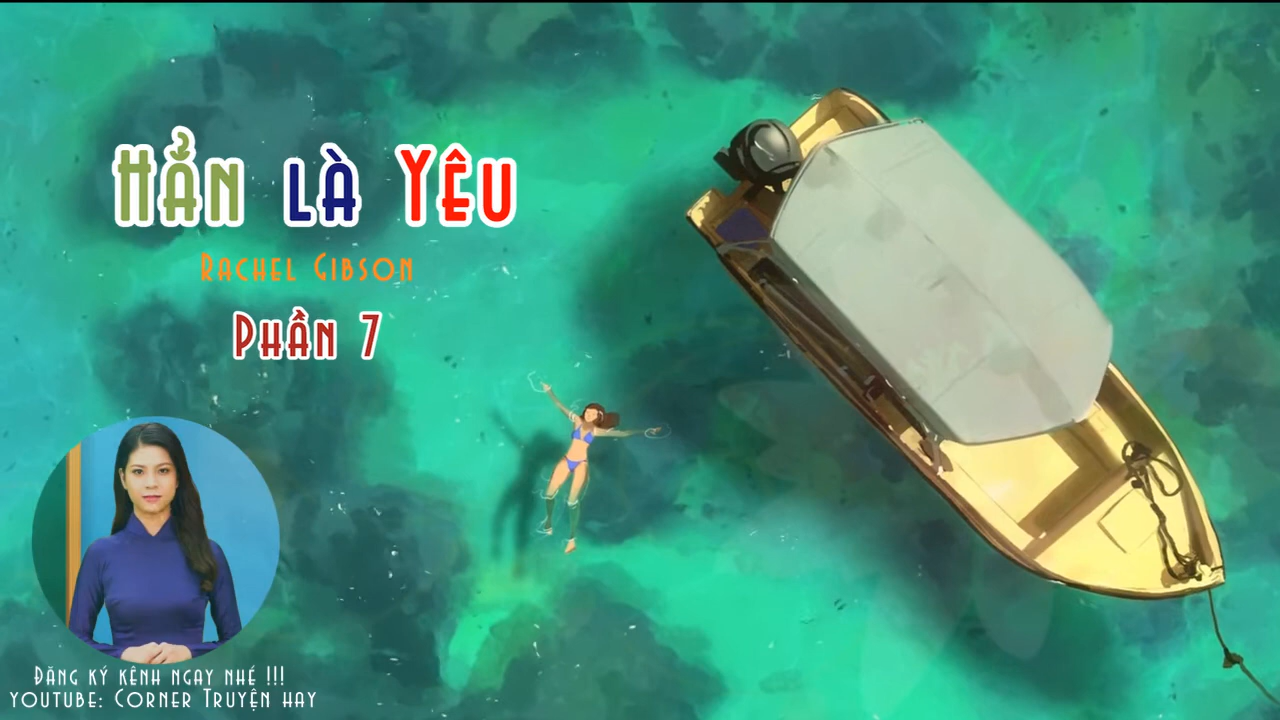 Hẳn là Yêu
Rachel Gibson
Phần 7
Đăng ký kênh ngay nhé !!!
youtube: Corner Truyện hay